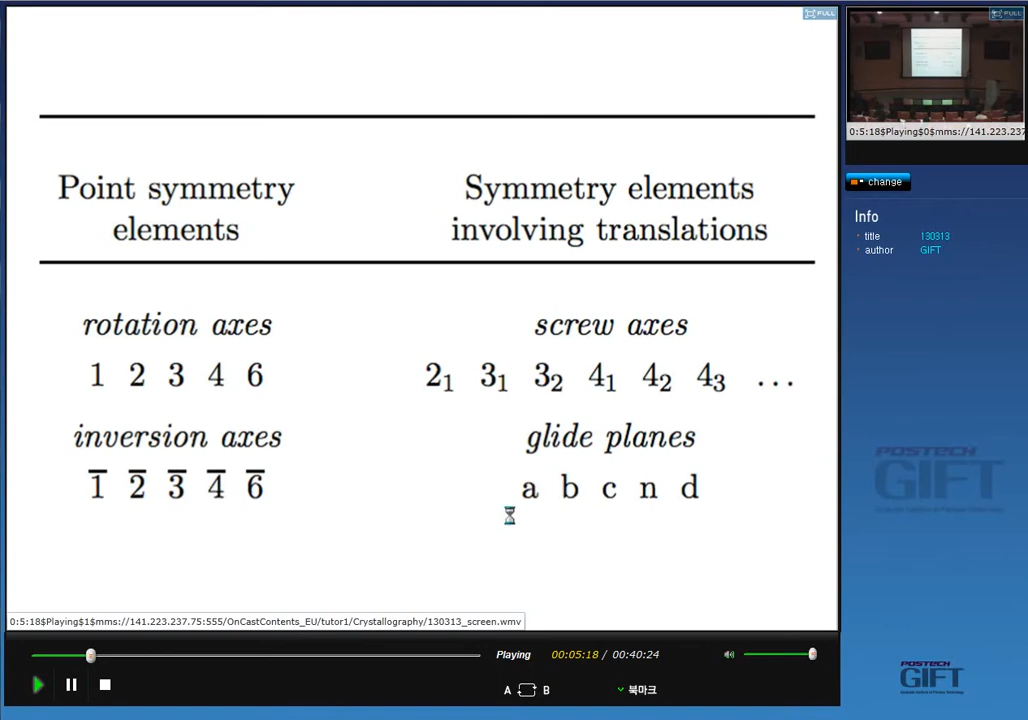 FULL
Point symmetry
elements
Symmetry elements
involving translations
rotation axes
screw axes
1 2 3 4 6
2₁ 3₁ 3₂ 4₁ 4₂ 4₃ ...
inversion axes
glide planes
1̅ 2̅ 3̅ 4̅ 6̅
a b c n d
0:5:18$Playing$1$mms://141.223.237.75:555/OnCastContents_EU/tutor1/Crystallography/130313_screen.wmv
Playing
00:05:18 / 00:40:24
A B
북마크
FULL
0:5:18$Playing$0$mms://141.223.237
change
Info
title 130313
author GIFT
POSTECH
GIFT
POSTECH
GIFT